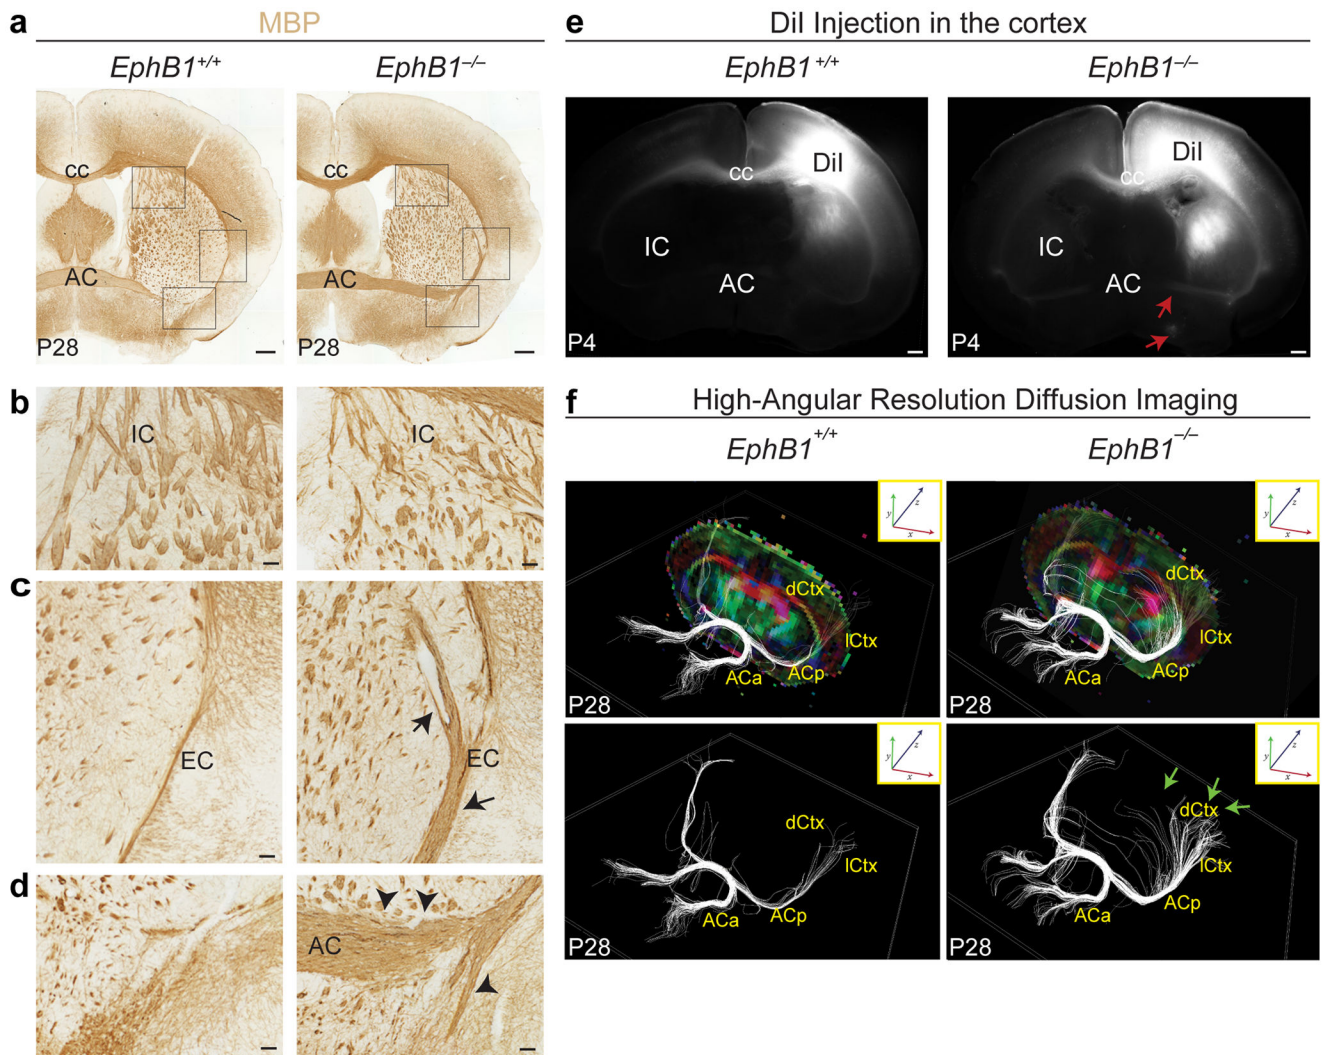 a
MBP
EphB1+/+
EphB1–/–
cc
AC
P28
cc
AC
P28
b
IC
IC
c
EC
EC
d
AC
e
DiI Injection in the cortex
EphB1+/+
EphB1–/–
DiI
cc
IC
AC
P4
DiI
cc
IC
AC
P4
f
High-Angular Resolution Diffusion Imaging
EphB1+/+
EphB1–/–
y
z
x
dCtx
lCtx
ACa
ACp
P28
y
z
x
dCtx
lCtx
ACa
ACp
P28
y
z
x
dCtx
lCtx
ACa
ACp
P28
y
z
x
dCtx
lCtx
ACa
ACp
P28